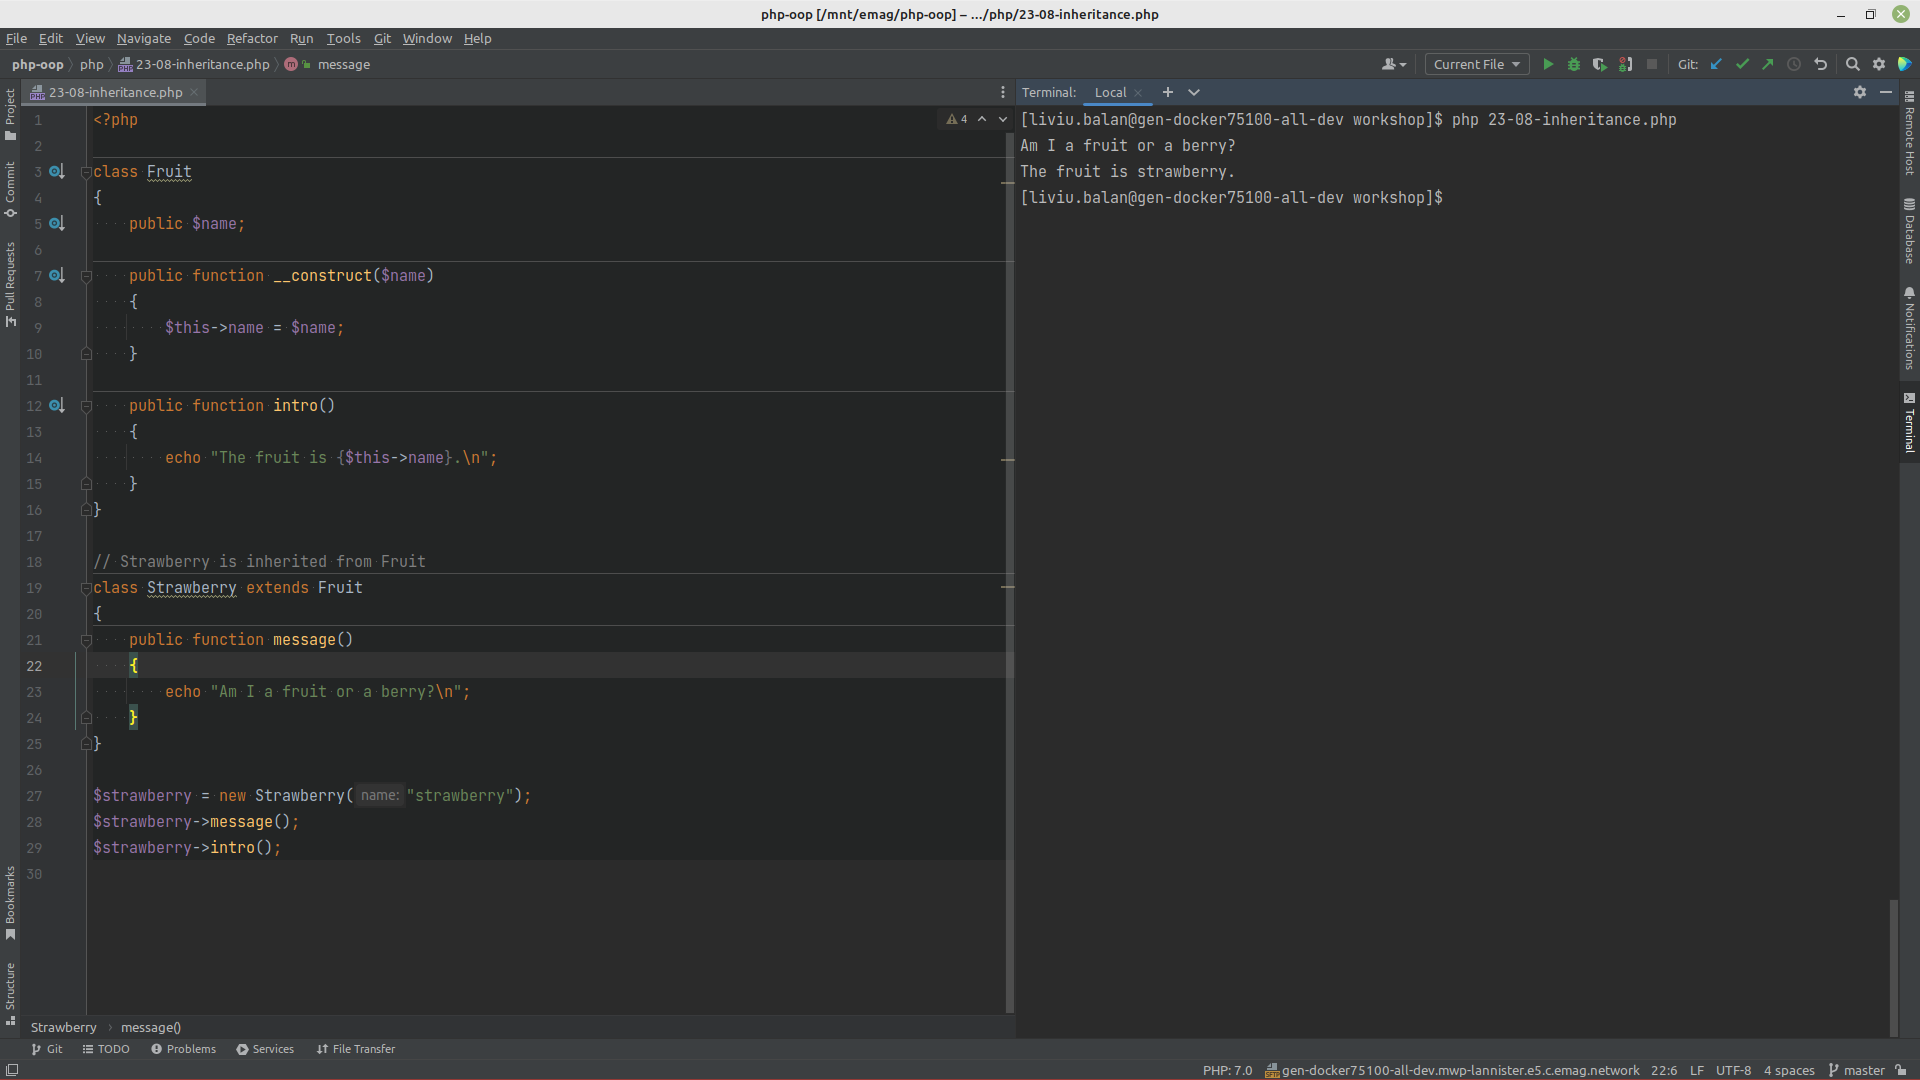 php-oop [/mnt/emag/php-oop] – .../php/23-08-inheritance.php
File Edit View Navigate Code Refactor Run Tools Git Window Help
php-oop php 23-08-inheritance.php m message
Current File Git:
23-08-inheritance.php
Terminal: Local
Project
Commit
Pull Requests
Bookmarks
Structure
4
1 <?php
2
3 class Fruit
4 {
5 public $name;
6
7 public function __construct($name)
8 {
9 $this->name = $name;
10 }
11
12 public function intro()
13 {
14 echo "The fruit is {$this->name}.\n";
15 }
16 }
17
18 // Strawberry is inherited from Fruit
19 class Strawberry extends Fruit
20 {
21 public function message()
22 {
23 echo "Am I a fruit or a berry?\n";
24 }
25 }
26
27 $strawberry = new Strawberry( name: "strawberry");
28 $strawberry->message();
29 $strawberry->intro();
30
[liviu.balan@gen-docker75100-all-dev workshop]$ php 23-08-inheritance.php
Am I a fruit or a berry?
The fruit is strawberry.
[liviu.balan@gen-docker75100-all-dev workshop]$
Remote Host
Database
Notifications
Terminal
Strawberry › message()
Git TODO Problems Services File Transfer
PHP: 7.0 gen-docker75100-all-dev.mwp-lannister.e5.c.emag.network 22:6 LF UTF-8 4 spaces master